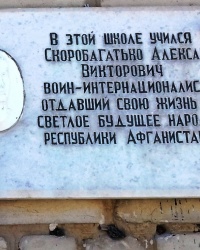 В ЭТОЙ ШКОЛЕ УЧИЛСЯ
СКОРОБАГАТЬКО АЛЕКСА
ВИКТОРОВИЧ
ВОИН-ИНТЕРНАЦИОНАЛИС
ОТДАВШИЙ СВОЮ ЖИЗНЬ
СВЕТЛОЕ БУДУЩЕЕ НАРО
РЕСПУБЛИКИ АФГАНИСТА